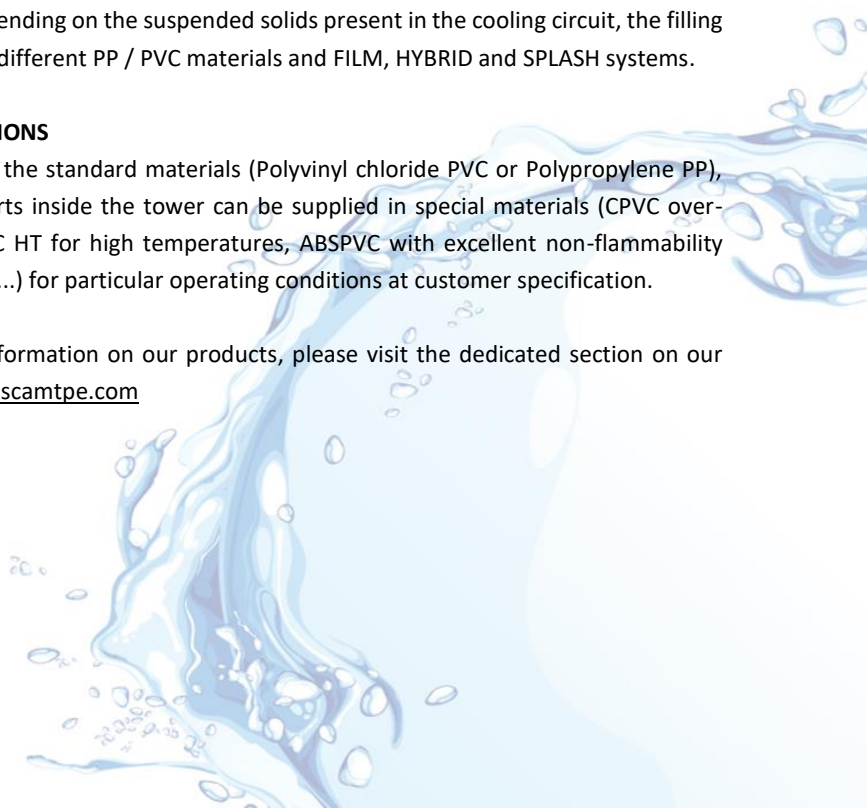 ending on the suspended solids present in the cooling circuit, the filling
different PP / PVC materials and FILM, HYBRID and SPLASH systems.
IONS
the standard materials (Polyvinyl chloride PVC or Polypropylene PP),
rts inside the tower can be supplied in special materials (CPVC over-
C HT for high temperatures, ABSPVC with excellent non-flammability
...) for particular operating conditions at customer specification.
formation on our products, please visit the dedicated section on our
scamtpe.com